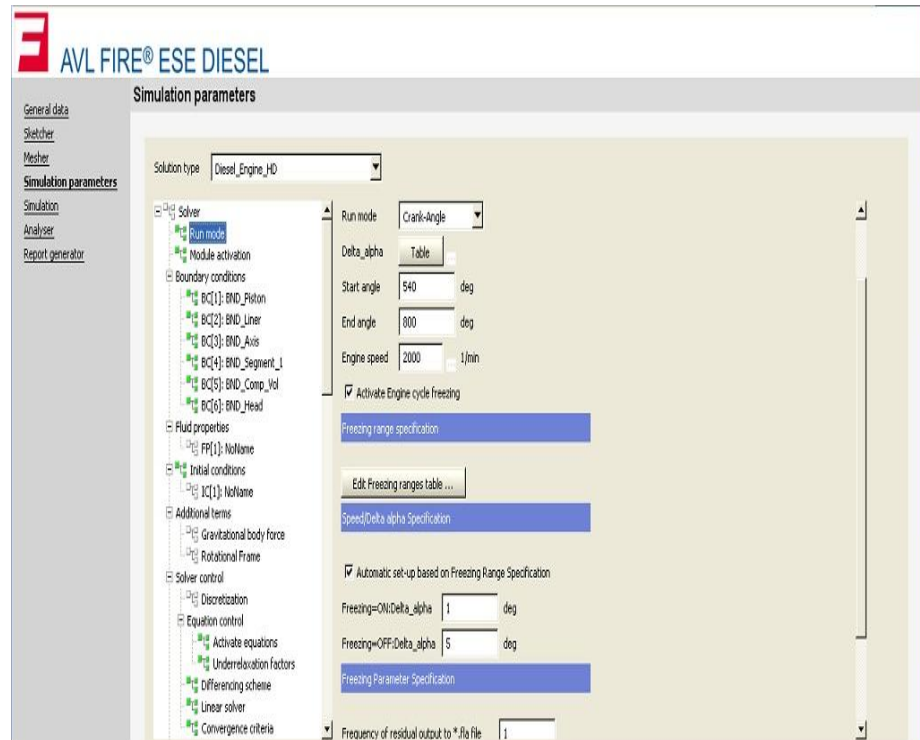 AVL FIRE® ESE DIESEL
Simulation parameters
General data
Sketcher
Mesher
Simulation parameters
Simulation
Analyser
Report generator
Solution type Diesel_Engine_HD
Solver
Run mode
Module activation
Boundary conditions
BC[1]: BND_Piston
BC[2]: BND_Liner
BC[3]: BND_Axis
BC[4]: BND_Segment_1
BC[5]: BND_Comp_Vol
BC[6]: BND_Head
Fluid properties
FP[1]: NoName
Initial conditions
IC[1]: NoName
Additional terms
Gravitational body force
Rotational Frame
Solver control
Discretization
Equation control
Activate equations
Underrelaxation factors
Differencing scheme
Linear solver
Convergence criteria
Run mode Crank-Angle
Delta_alpha Table
Start angle 540 deg
End angle 800 deg
Engine speed 2000 1/min
Activate Engine cycle freezing
Freezing range specification
Edit Freezing ranges table ...
Speed/Delta alpha Specification
Automatic set-up based on Freezing Range Specification
Freezing=ON:Delta_alpha 1 deg
Freezing=OFF:Delta_alpha 5 deg
Freezing Parameter Specification
Frequency of residual output to *.fla file 1